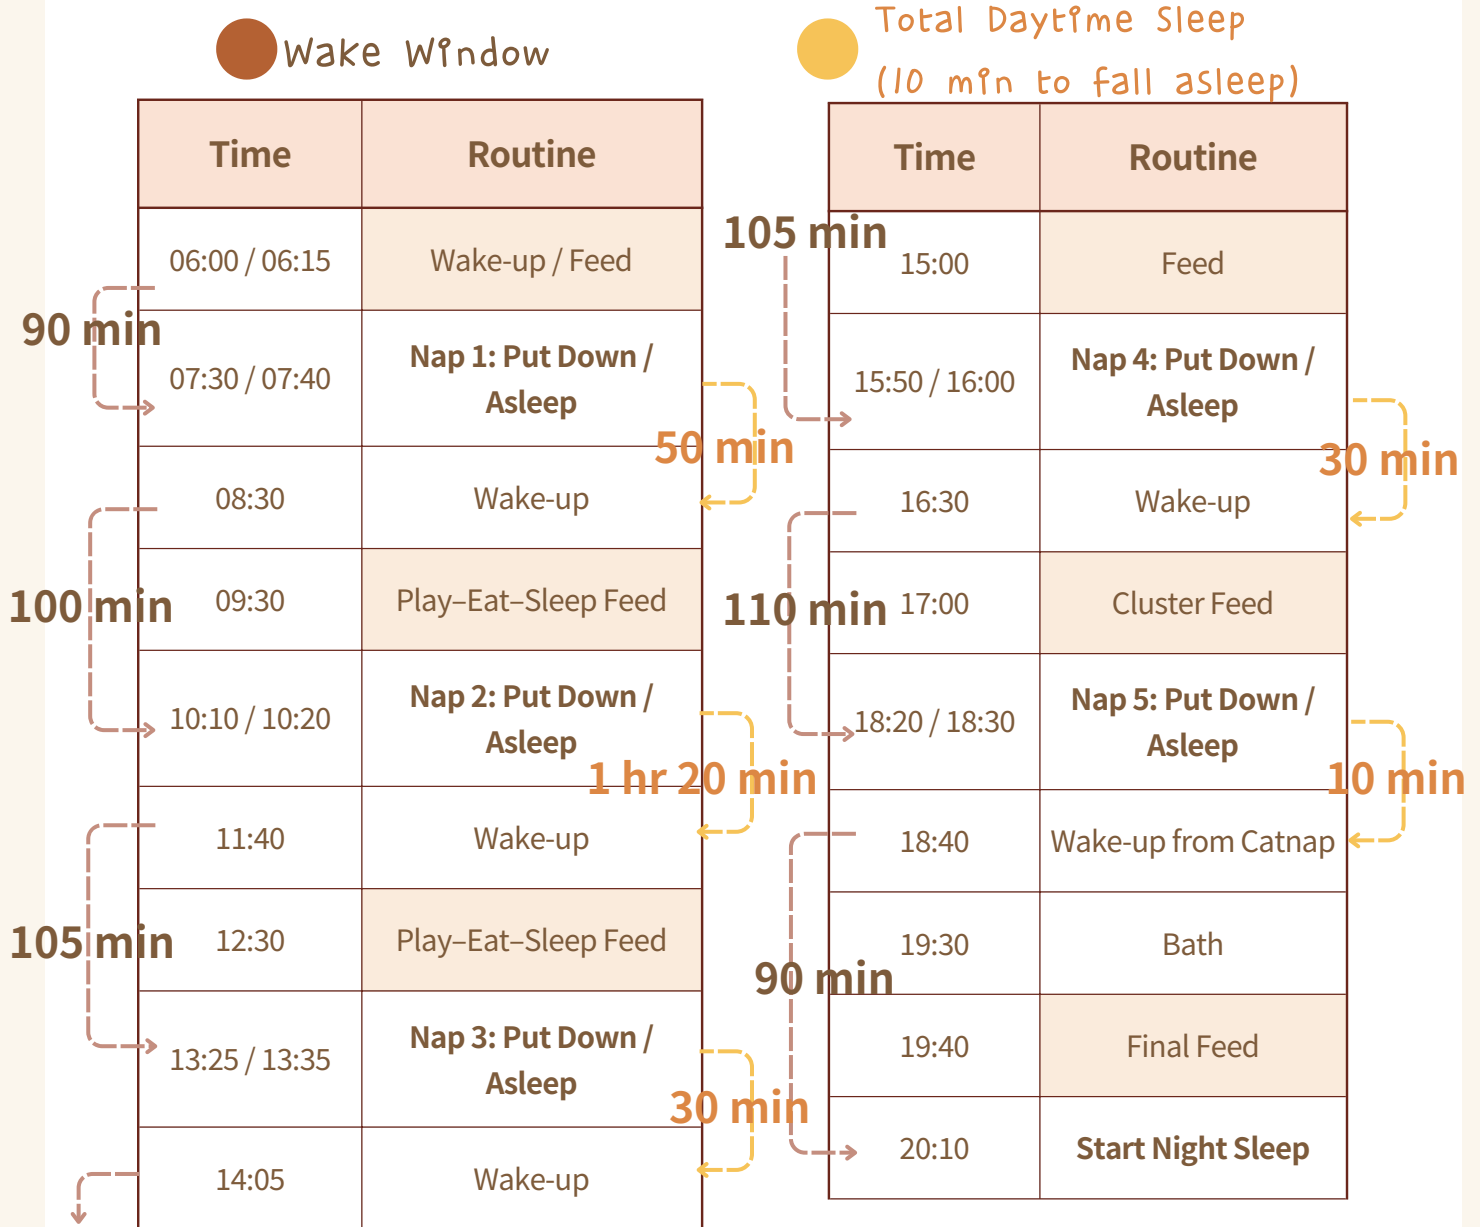 Wake Window
Time Routine
06:00 / 06:15 Wake-up / Feed
90 min
07:30 / 07:40 Nap 1: Put Down /
Asleep
50 min
08:30 Wake-up
100 min
09:30 Play–Eat–Sleep Feed
10:10 / 10:20 Nap 2: Put Down /
Asleep
1 hr 20 min
11:40 Wake-up
105 min
12:30 Play–Eat–Sleep Feed
13:25 / 13:35 Nap 3: Put Down /
Asleep
30 min
14:05 Wake-up
Total Daytime Sleep
(10 min to fall asleep)
Time Routine
105 min
15:00 Feed
15:50 / 16:00 Nap 4: Put Down /
Asleep
30 min
16:30 Wake-up
110 min
17:00 Cluster Feed
18:20 / 18:30 Nap 5: Put Down /
Asleep
10 min
18:40 Wake-up from Catnap
19:30 Bath
90 min
19:40 Final Feed
20:10 Start Night Sleep